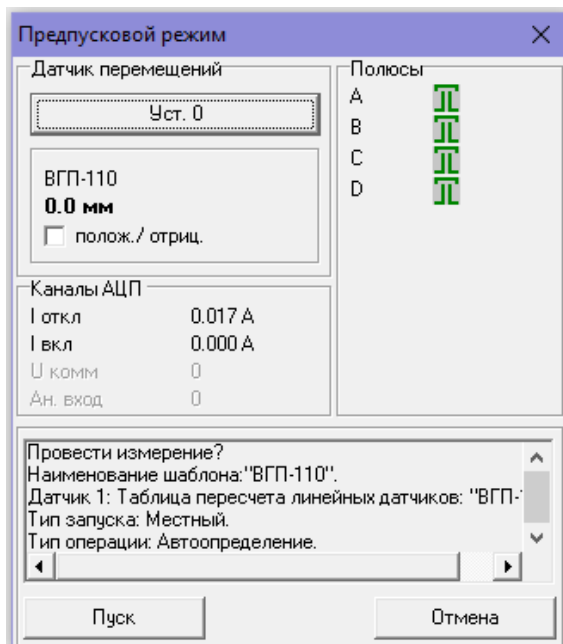 Предпусковой режим
Датчик перемещений
Уст. 0
ВГП-110
0.0 мм
полож./ отриц.
Каналы АЦП
I откл 0.017 А
I вкл 0.000 А
U комм 0
Ан. вход 0
Полюсы
A
B
C
D
Провести измерение?
Наименование шаблона:"ВГП-110".
Датчик 1: Таблица пересчета линейных датчиков: "ВГП-
Тип запуска: Местный.
Тип операции: Автоопределение.
Пуск Отмена